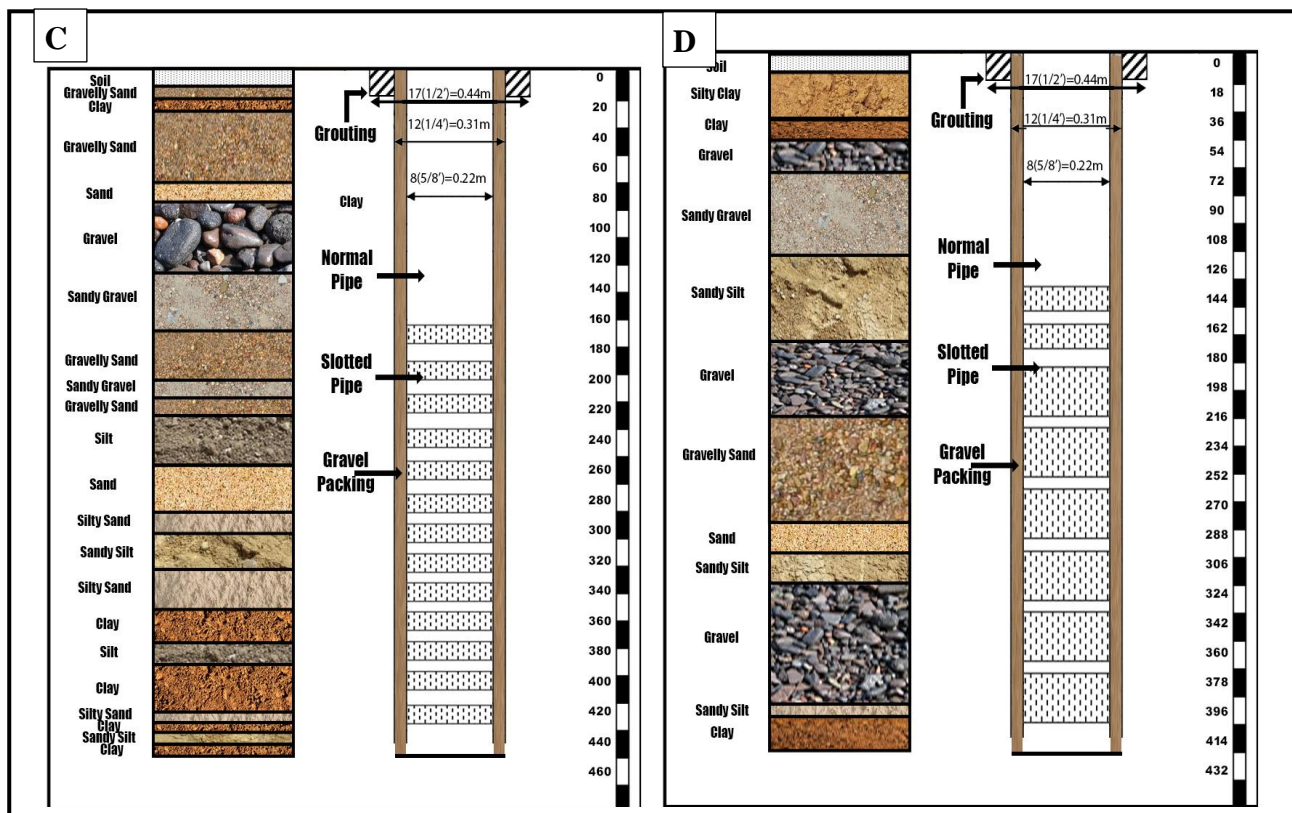 C
Soil
Gravelly Sand
Clay
Gravelly Sand
Sand
Gravel
Sandy Gravel
Gravelly Sand
Sandy Gravel
Gravelly Sand
Silt
Sand
Silty Sand
Sandy Silt
Silty Sand
Clay
Silt
Clay
Silty Sand
Clay
Sandy Silt
Clay
17(1/2')=0.44m
Grouting
12(1/4')=0.31m
8(5/8')=0.22m
Clay
Normal
Pipe
Slotted
Pipe
Gravel
Packing
0
20
40
60
80
100
120
140
160
180
200
220
240
260
280
300
320
340
360
380
400
420
440
460
D
Soil
Silty Clay
Clay
Gravel
Sandy Gravel
Sandy Silt
Gravel
Gravelly Sand
Sand
Sandy Silt
Gravel
Sandy Silt
Clay
17(1/2')=0.44m
Grouting
12(1/4')=0.31m
8(5/8')=0.22m
Normal
Pipe
Slotted
Pipe
Gravel
Packing
0
18
36
54
72
90
108
126
144
162
180
198
216
234
252
270
288
306
324
342
360
378
396
414
432